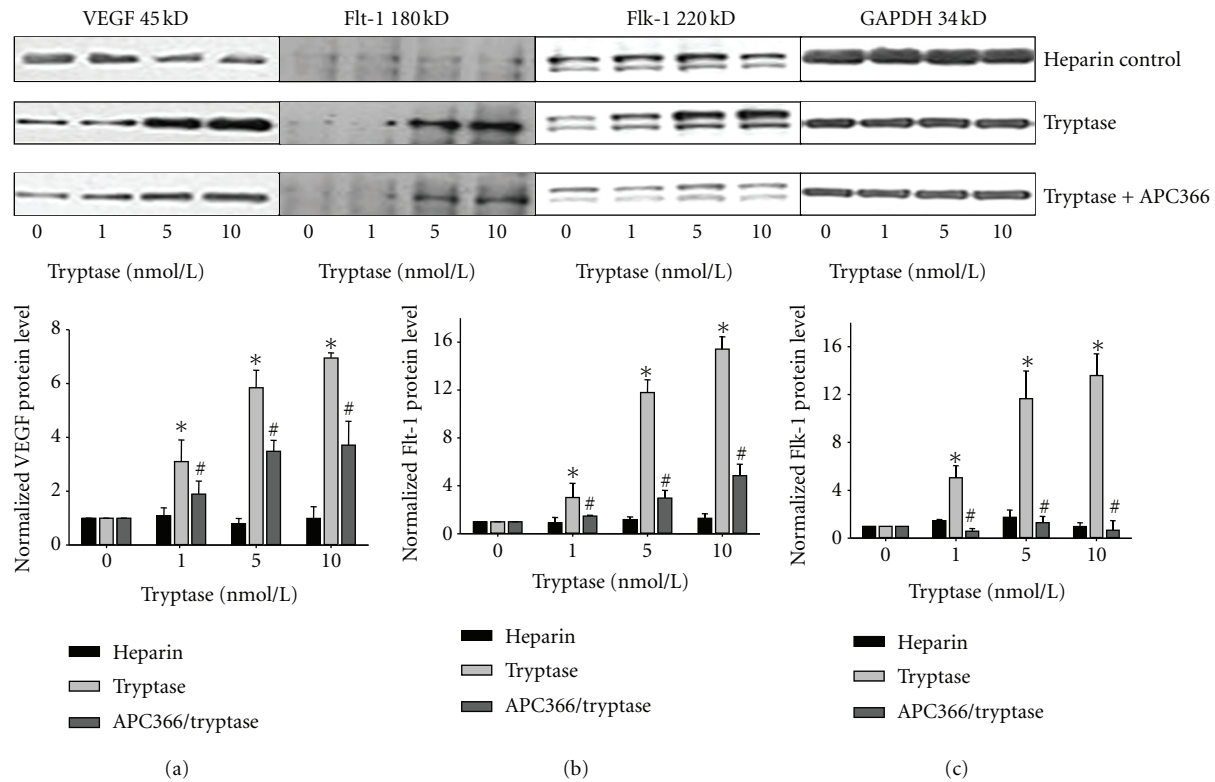 VEGF 45 kD
Flt-1 180 kD
Flk-1 220 kD
GAPDH 34 kD
Heparin control
Tryptase
Tryptase + APC366
0 1 5 10
0 1 5 10
0 1 5 10
0 1 5 10
Tryptase (nmol/L)
Tryptase (nmol/L)
Tryptase (nmol/L)
Tryptase (nmol/L)
Normalized VEGF protein level
8
6
4
2
0
*
#
*
#
*
#
0 1 5 10
Tryptase (nmol/L)
Heparin
Tryptase
APC366/tryptase
(a)
Normalized Flt-1 protein level
16
12
8
4
0
*
#
*
#
*
#
0 1 5 10
Tryptase (nmol/L)
Heparin
Tryptase
APC366/tryptase
(b)
Normalized Flk-1 protein level
16
12
8
4
0
*
#
*
#
*
#
0 1 5 10
Tryptase (nmol/L)
Heparin
Tryptase
APC366/tryptase
(c)